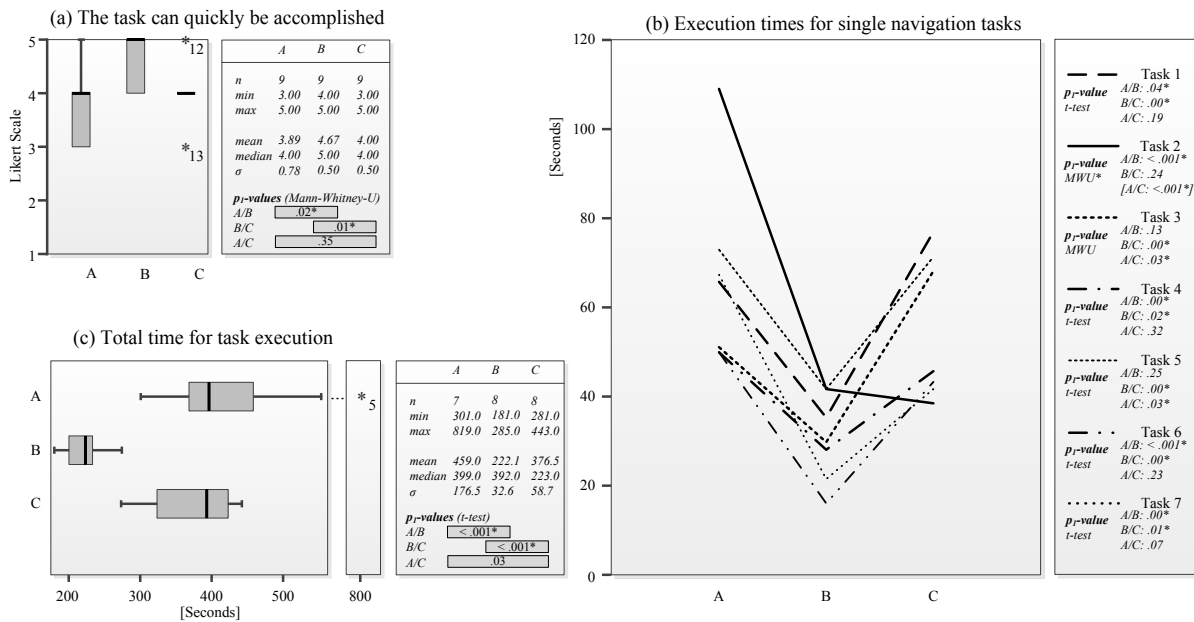 (a) The task can quickly be accomplished
Likert Scale
5
4
3
2
1
*12
*13
A B C
A B C
n 9 9 9
min 3.00 4.00 3.00
max 5.00 5.00 5.00
mean 3.89 4.67 4.00
median 4.00 5.00 4.00
σ 0.78 0.50 0.50
p₁-values (Mann-Whitney-U)
A/B .02*
B/C .01*
A/C .35
(b) Execution times for single navigation tasks
[Seconds]
120
100
80
60
40
20
0
A B C
Task 1
p₁-value A/B: .04*
t-test B/C: .00*
A/C: .19
Task 2
p₁-value A/B: < .001*
MWU* B/C: .24
[A/C: <.001*]
Task 3
p₁-value A/B: .13
MWU B/C: .00*
A/C: .03*
Task 4
p₁-value A/B: .00*
t-test B/C: .02*
A/C: .32
Task 5
p₁-value A/B: .25
t-test B/C: .00*
A/C: .03*
Task 6
p₁-value A/B: < .001*
t-test B/C: .00*
A/C: .23
Task 7
p₁-value A/B: .00*
t-test B/C: .01*
A/C: .07
(c) Total time for task execution
A
B
C
... *5
200 300 400 500 800
[Seconds]
A B C
n 7 8 8
min 301.0 181.0 281.0
max 819.0 285.0 443.0
mean 459.0 222.1 376.5
median 399.0 392.0 223.0
σ 176.5 32.6 58.7
p₁-values (t-test)
A/B < .001*
B/C < .001*
A/C .03